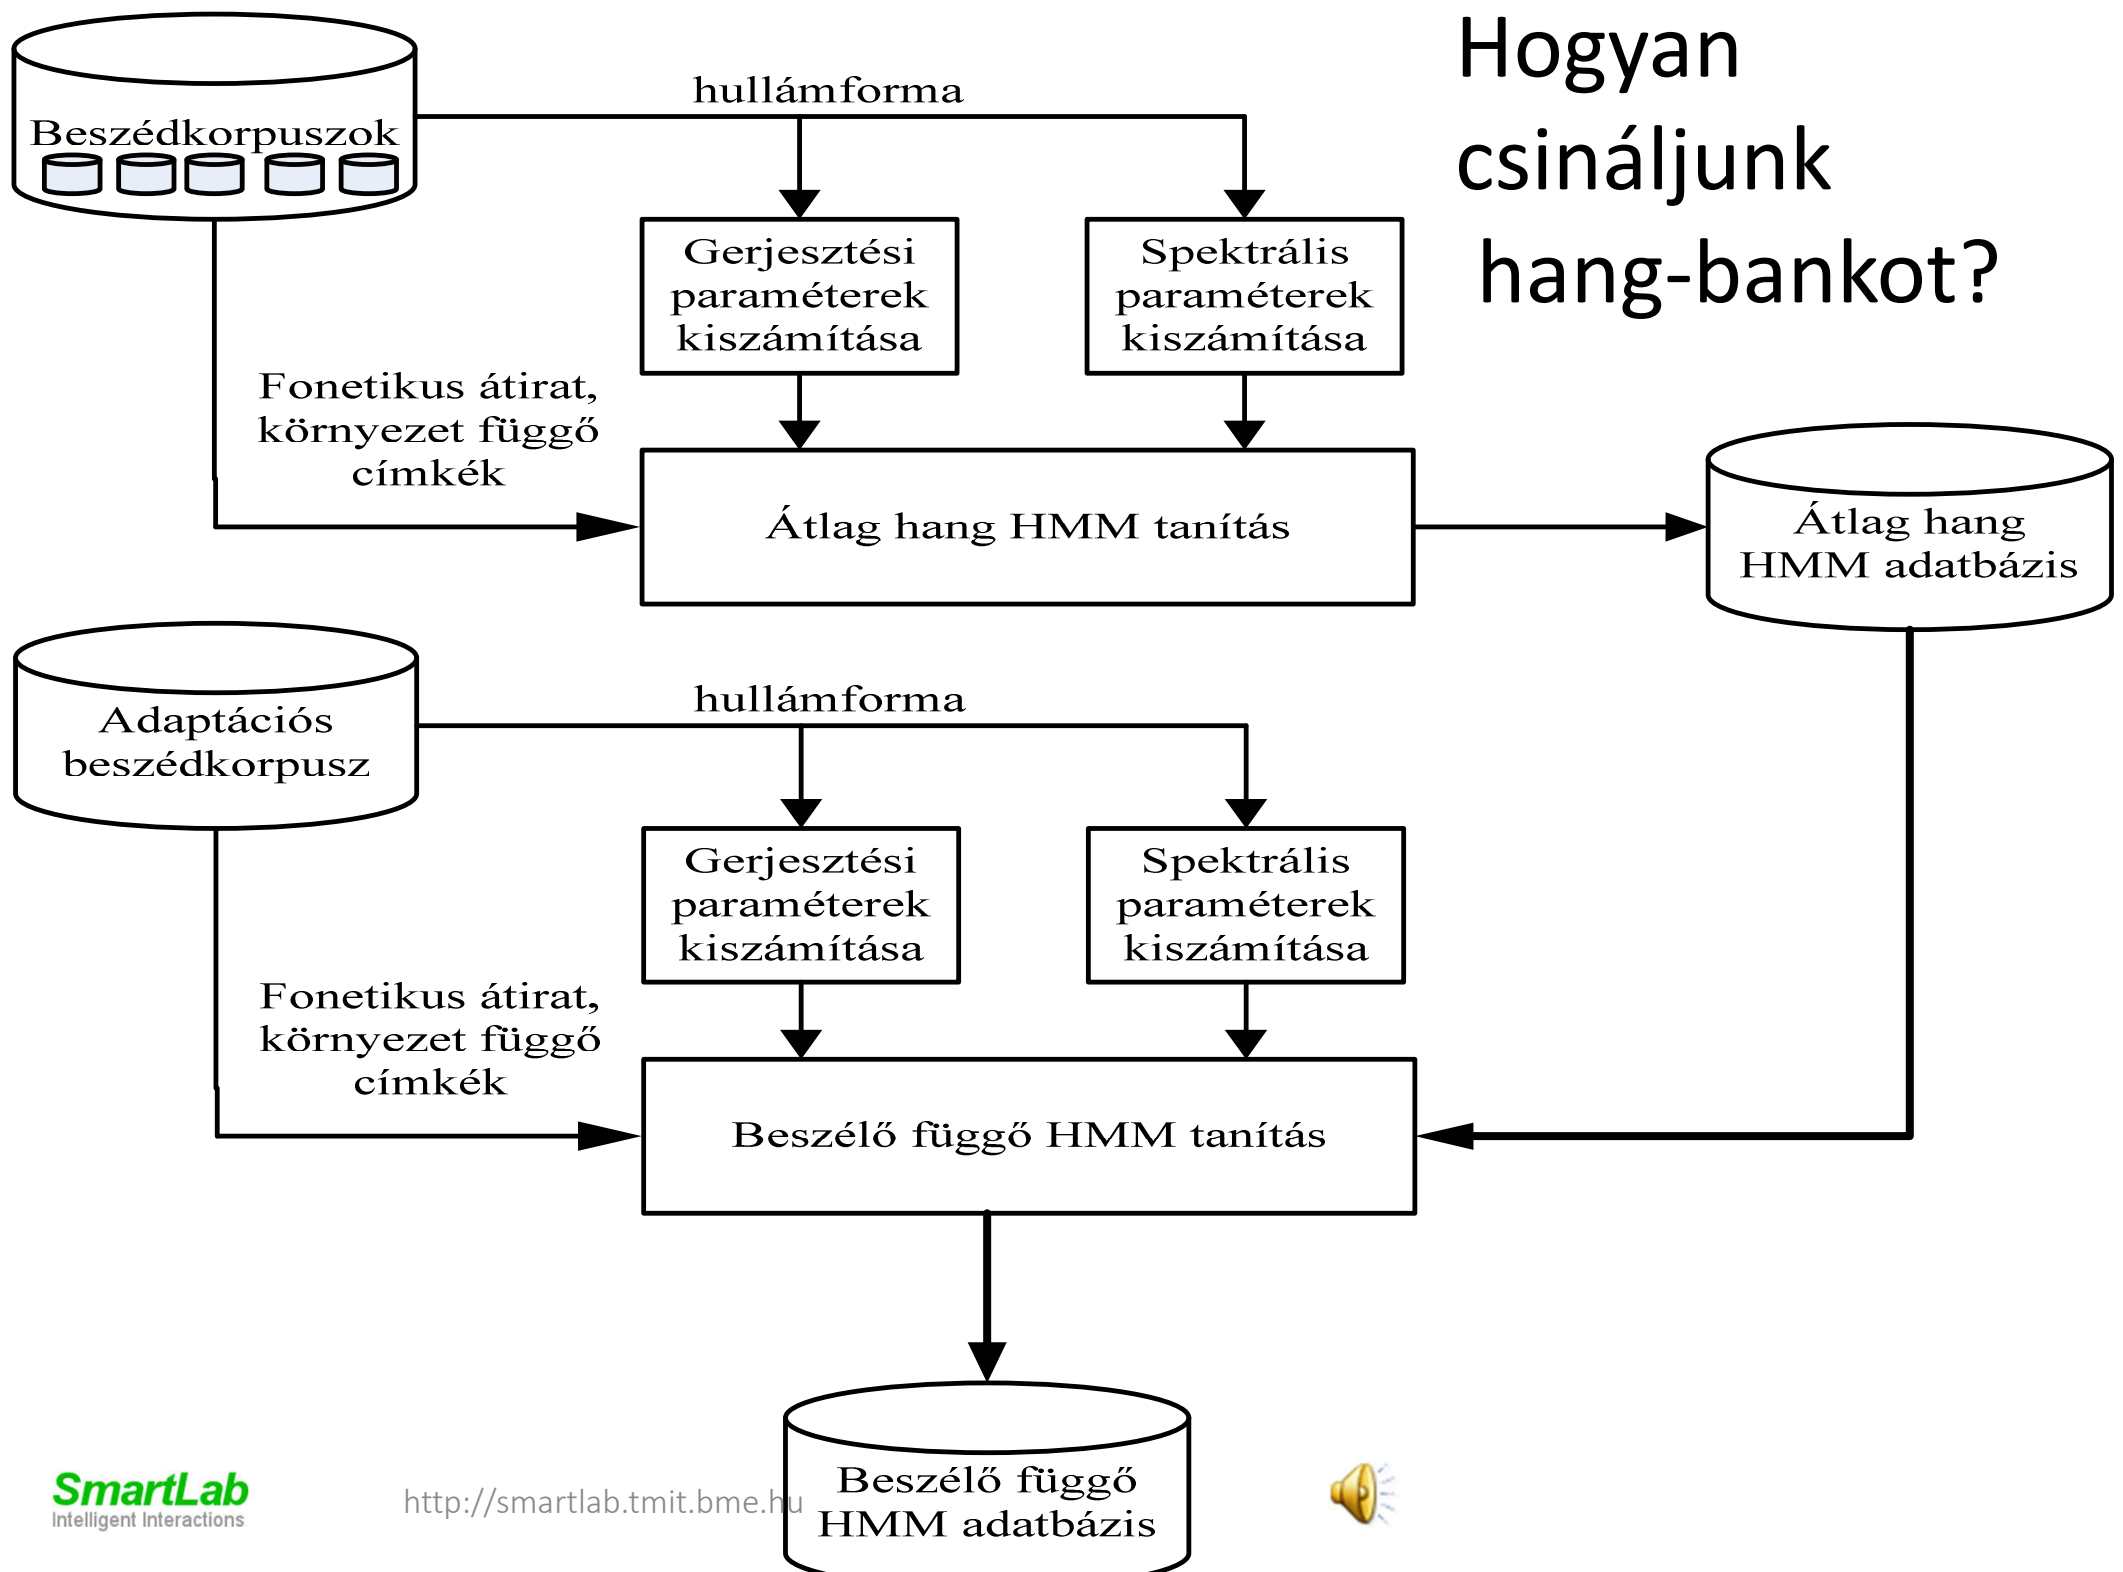 Hogyan
csináljunk
hang-bankot?
Beszédkorpuszok
hullámforma
Gerjesztési
paraméterek
kiszámítása
Spektrális
paraméterek
kiszámítása
Fonetikus átirat,
környezet függő
címkék
Átlag hang HMM tanítás
Átlag hang
HMM adatbázis
Adaptációs
beszédkorpusz
hullámforma
Gerjesztési
paraméterek
kiszámítása
Spektrális
paraméterek
kiszámítása
Fonetikus átirat,
környezet függő
címkék
Beszélő függő HMM tanítás
Beszélő függő
HMM adatbázis
SmartLab
Intelligent Interactions
http://smartlab.tmit.bme.hu